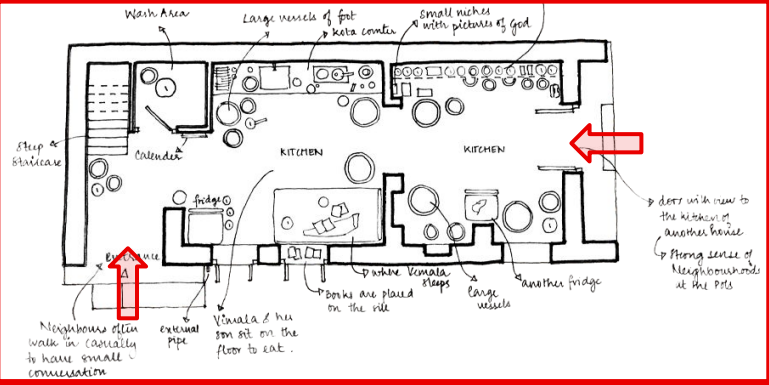 Wash Area
Large vessels of foot
kota counter
Small niches
with pictures of God
Steep
Staircase
Calender
KITCHEN
KITCHEN
fridge
Entrance
doors with view to
the kitchen of
another house
Strong sense of
Neighbourhoods
at the Pols
where Vimala
sleeps
Books are placed
on the sill
large
vessels
another fridge
external
pipe
Vimala & her
son sit on the
floor to eat.
Neighbours often
walk in casually
to have small
conversation